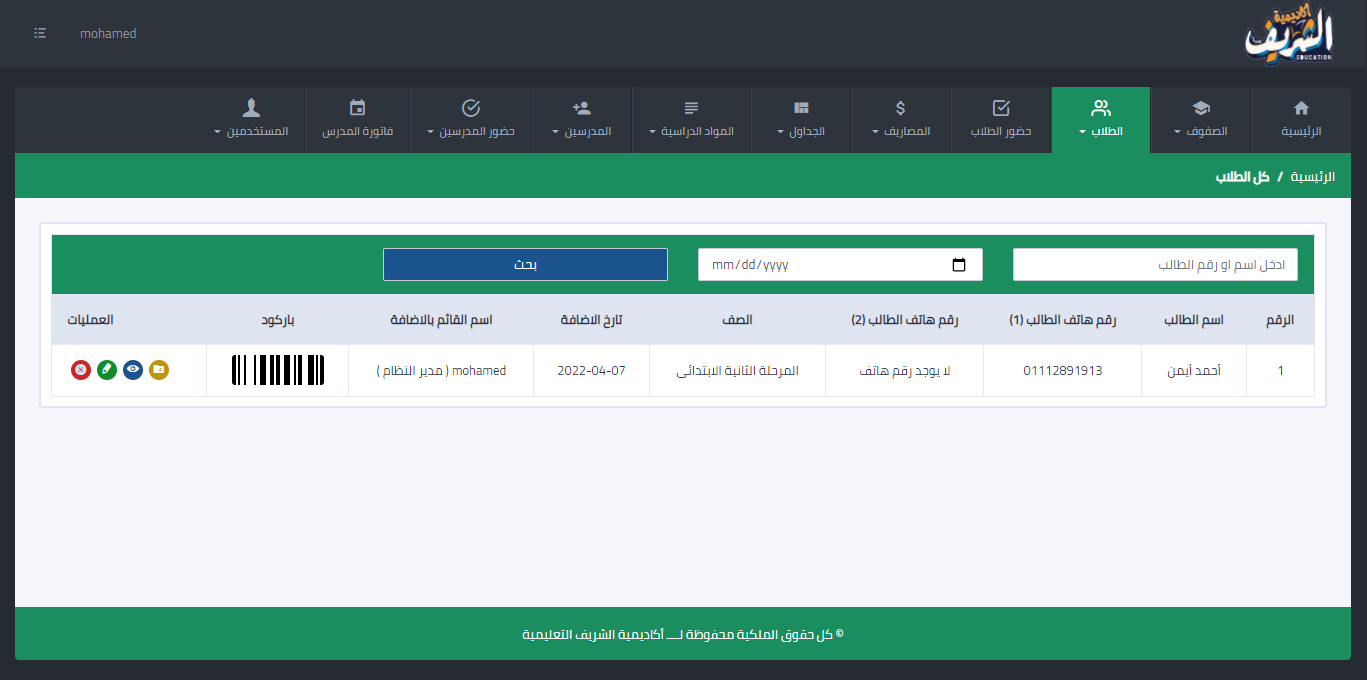 mohamed
أكاديمية
الشريف
EDUCATION
الرئيسية
الصفوف
الطلاب
حضور الطلاب
المصاريف
الجداول
المواد الدراسية
المدرسين
حضور المدرسين
فاتورة المدرس
المستخدمين
الرئيسية / كل الطلاب
ادخل اسم او رقم الطالب mm/dd/yyyy بحث
الرقم اسم الطالب رقم هاتف الطالب (1) رقم هاتف الطالب (2) الصف تارخ الاضافة اسم القائم بالاضافة باركود العمليات
1 أحمد أيمن 01112891913 لا يوجد رقم هاتف المرحلة الثانية الابتدائى 2022-04-07 mohamed ( مدير النظام )
© كل حقوق الملكية محفوظة لــــ أكاديمية الشريف التعليمية